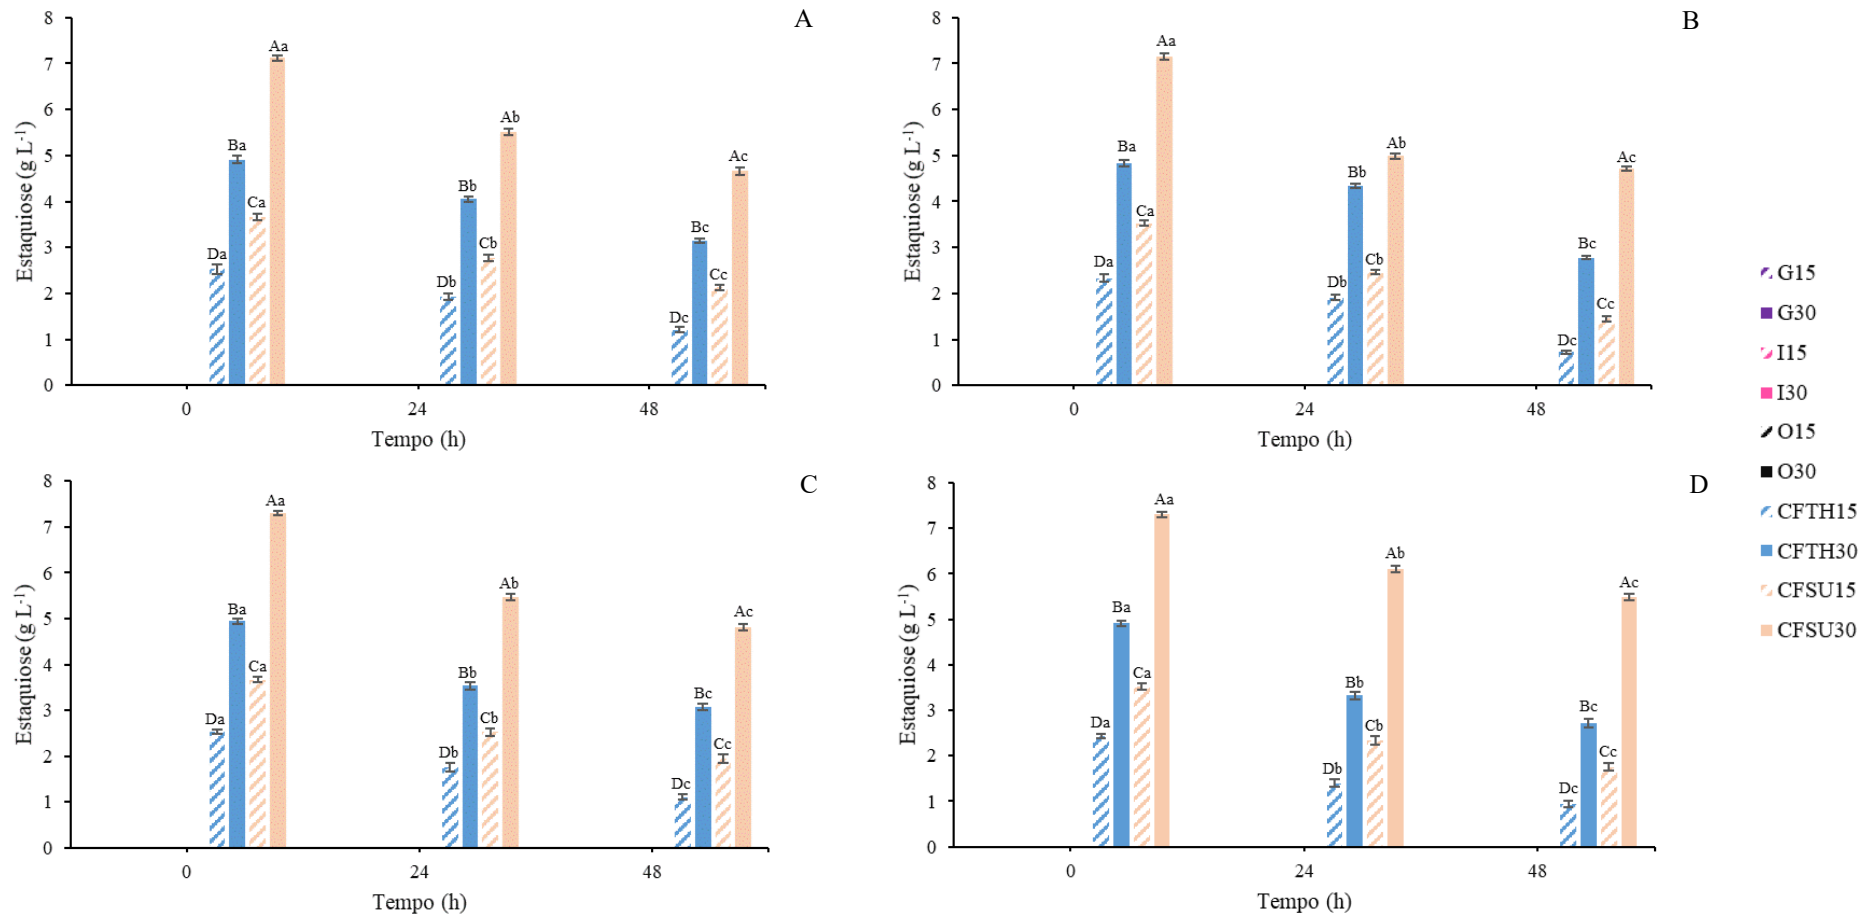 A
8
7
6
5
4
3
2
1
0
Estaquiose (g L⁻¹)
Da
Ba
Ca
Aa
Db
Bb
Cb
Ab
Dc
Bc
Cc
Ac
0
24
48
Tempo (h)
B
8
7
6
5
4
3
2
1
0
Estaquiose (g L⁻¹)
Da
Ba
Ca
Aa
Db
Bb
Cb
Ab
Dc
Bc
Cc
Ac
0
24
48
Tempo (h)
C
8
7
6
5
4
3
2
1
0
Estaquiose (g L⁻¹)
Da
Ba
Ca
Aa
Db
Bb
Cb
Ab
Dc
Bc
Cc
Ac
0
24
48
Tempo (h)
D
8
7
6
5
4
3
2
1
0
Estaquiose (g L⁻¹)
Da
Ba
Ca
Aa
Db
Bb
Cb
Ab
Dc
Bc
Cc
Ac
0
24
48
Tempo (h)
G15
G30
I15
I30
O15
O30
CFTH15
CFTH30
CFSU15
CFSU30